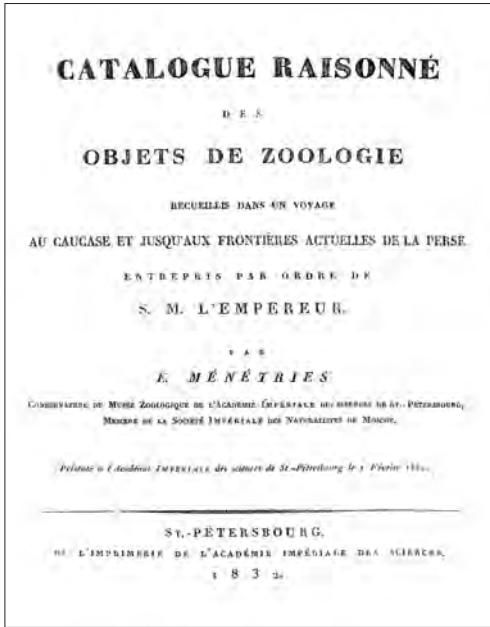 CATALOGUE RAISONNÉ
DES
OBJETS DE ZOOLOGIE
RECUEILLIS DANS UN VOYAGE
AU CAUCASE ET JUSQU'AUX FRONTIÈRES ACTUELLES DE LA PERSE
ENTREPRIS PAR ORDRE DE
S. M. L'EMPEREUR.
PAR
E. MÉNÉTRIES
CONSERVATEUR DU MUSÉE ZOOLOGIQUE DE L'ACADÉMIE IMPÉRIALE DES SCIENCES DE ST.-PÉTERSBOURG,
MEMBRE DE LA SOCIÉTÉ IMPÉRIALE DES NATURALISTES DE MOSCOU.
Présenté à l'Académie IMPÉRIALE des sciences de St.-Pétersbourg le Février
ST.-PÉTERSBOURG,
DE L'IMPRIMERIE DE L'ACADÉMIE IMPÉRIALE DES SCIENCES.
1832.